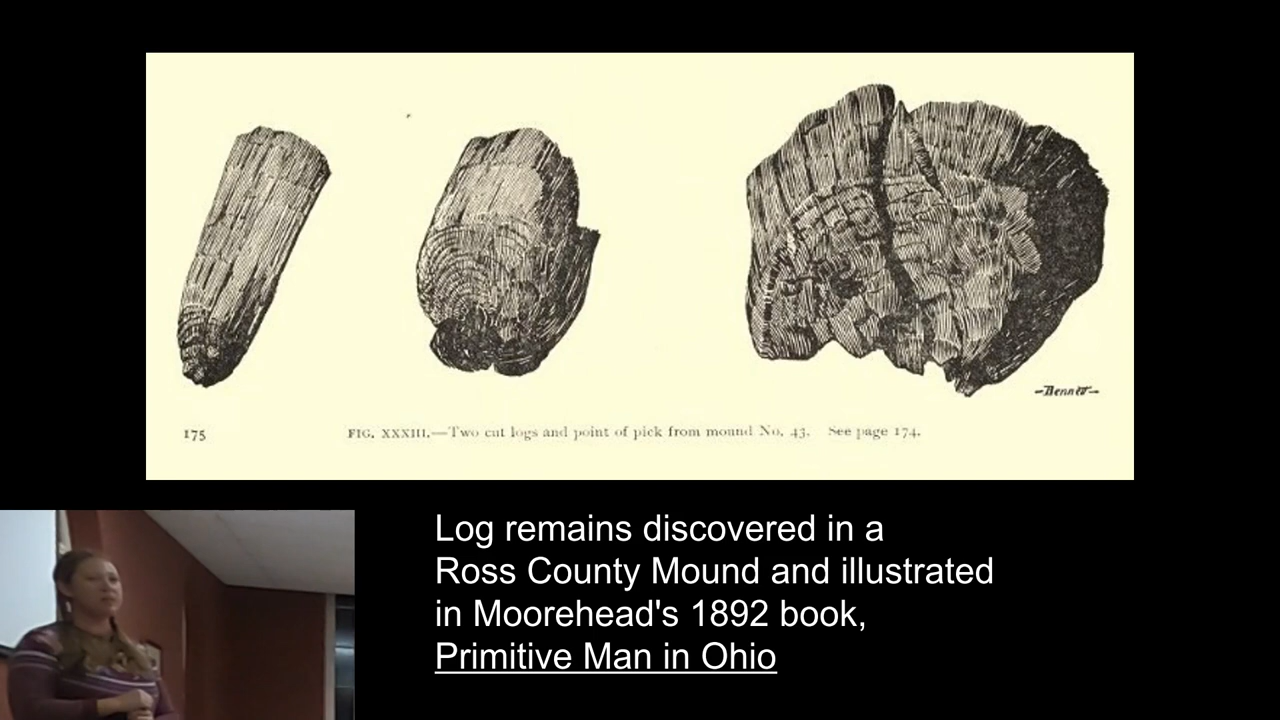 -Bennett-
175 FIG. XXXIII.—Two cut logs and point of pick from mound No. 43. See page 174.
Log remains discovered in a
Ross County Mound and illustrated
in Moorehead's 1892 book,
Primitive Man in Ohio